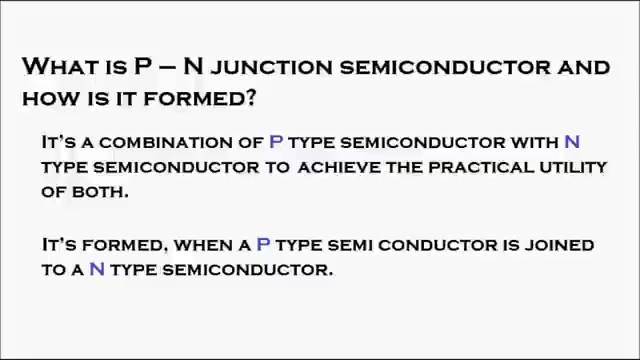 What is P – N junction semiconductor and
how is it formed?
It's a combination of P type semiconductor with N
type semiconductor to achieve the practical utility
of both.
It's formed, when a P type semi conductor is joined
to a N type semiconductor.